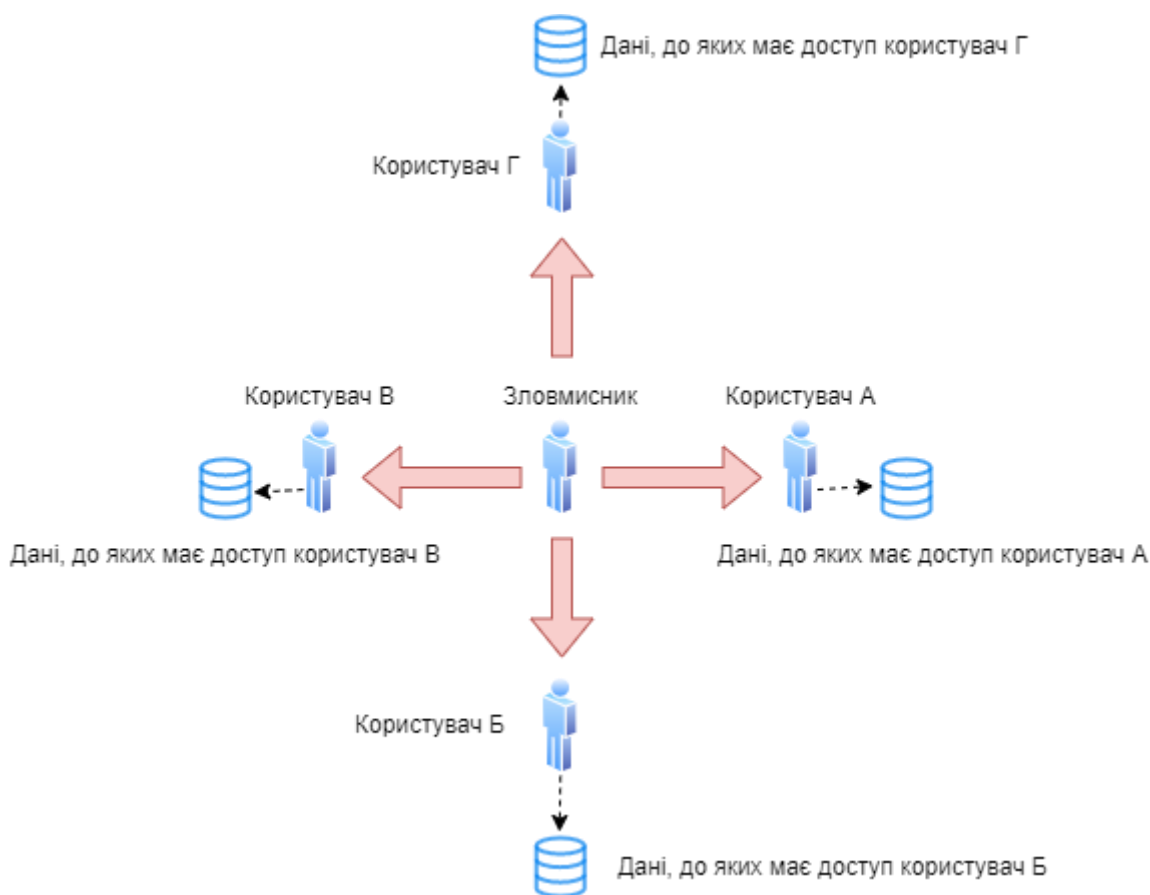 Дані, до яких має доступ користувач Г
Користувач Г
Користувач В
Зловмисник
Користувач А
Дані, до яких має доступ користувач В
Дані, до яких має доступ користувач А
Користувач Б
Дані, до яких має доступ користувач Б